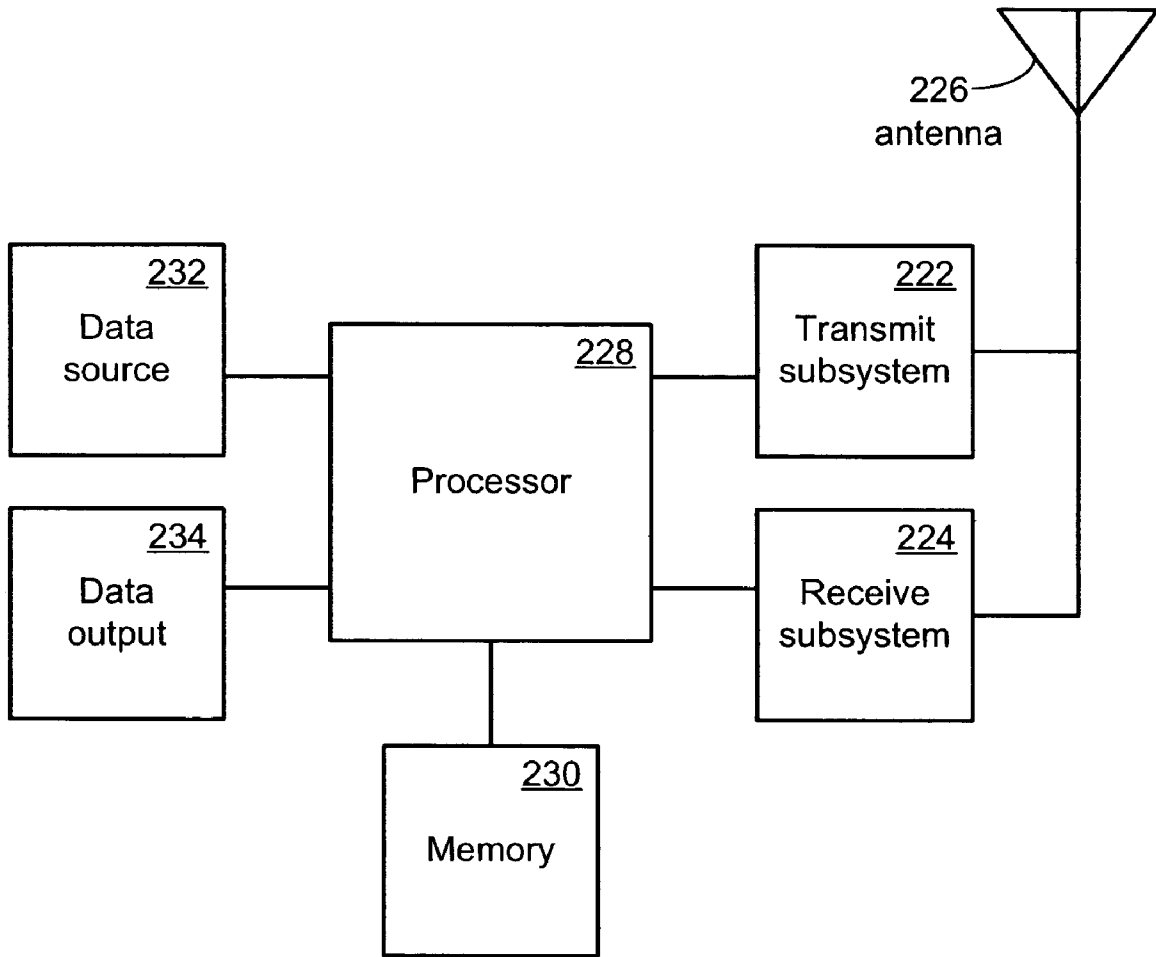 226
antenna
232
Data
source
228
Processor
222
Transmit
subsystem
234
Data
output
224
Receive
subsystem
230
Memory